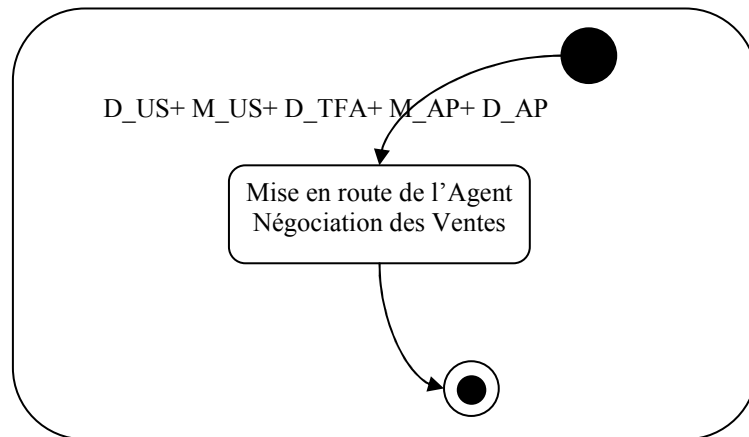 D_US+ M_US+ D_TFA+ M_AP+ D_AP
Mise en route de l’Agent
Négociation des Ventes